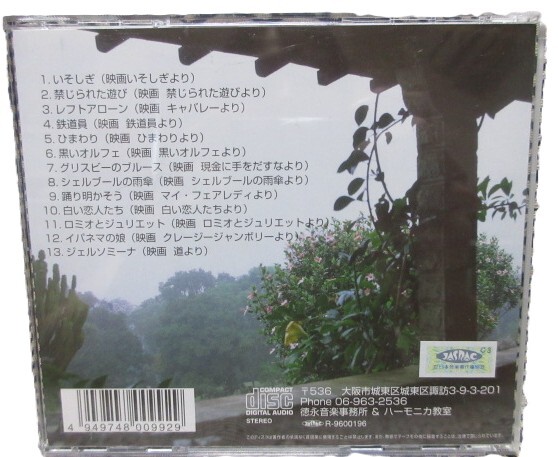 1. いそしぎ（映画いそしぎより）
2. 禁じられた遊び（映画 禁じられた遊びより）
3. レフトアローン（映画 キャバレーより）
4. 鉄道員（映画 鉄道員より）
5. ひまわり（映画 ひまわりより）
6. 黒いオルフェ（映画 黒いオルフェより）
7. グリスビーのブルース（映画 現金に手をだすなより）
8. シェルブールの雨傘（映画 シェルブールの雨傘より）
9. 踊り明かそう（映画 マイ・フェアレディより）
10. 白い恋人たち（映画 白い恋人たちより）
11. ロミオとジュリエット（映画 ロミオとジュリエットより）
12. イパネマの娘（映画 クレージージャンボリーより）
13. ジェルソミーナ（映画 道より）
JASRAC
03
4 949748 009929
COMPACT
disc
DIGITAL AUDIO
STEREO
〒536 大阪市城東区城東区諏訪3-9-3-201
Phone 06-963-2536
徳永音楽事務所 & ハーモニカ教室
R-9600196